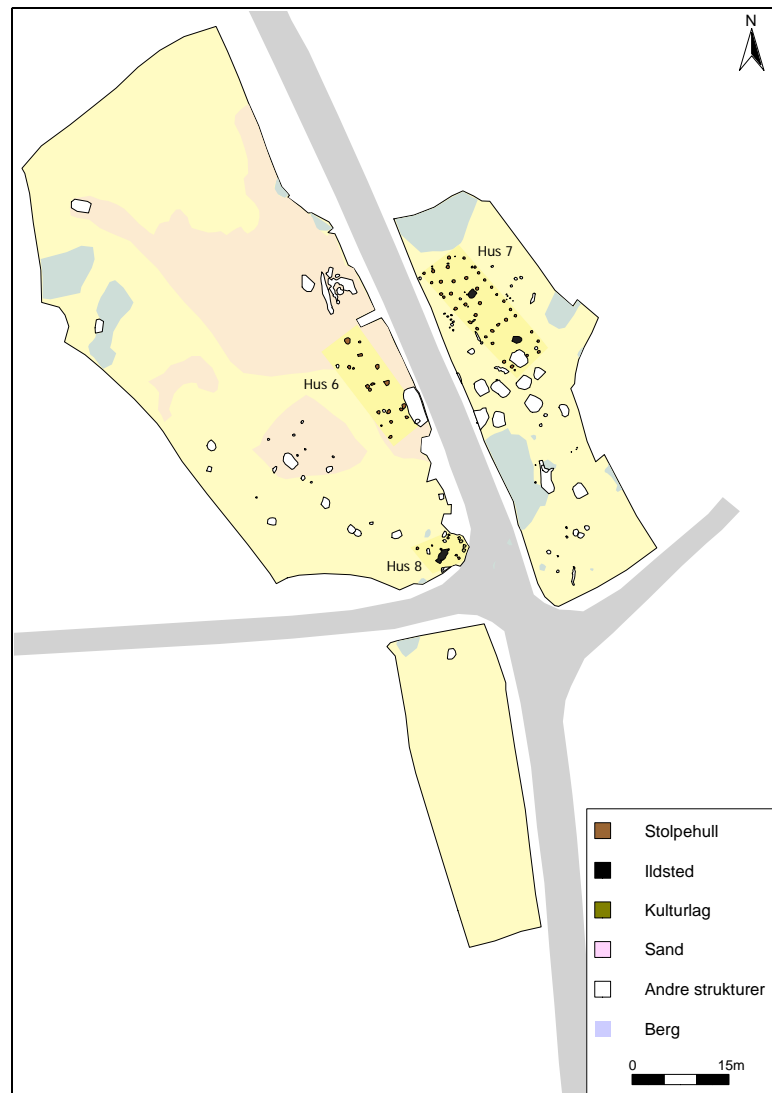 N
Hus 7
Hus 6
Hus 8
Stolpehull
Ildsted
Kulturlag
Sand
Andre strukturer
Berg
0 15m